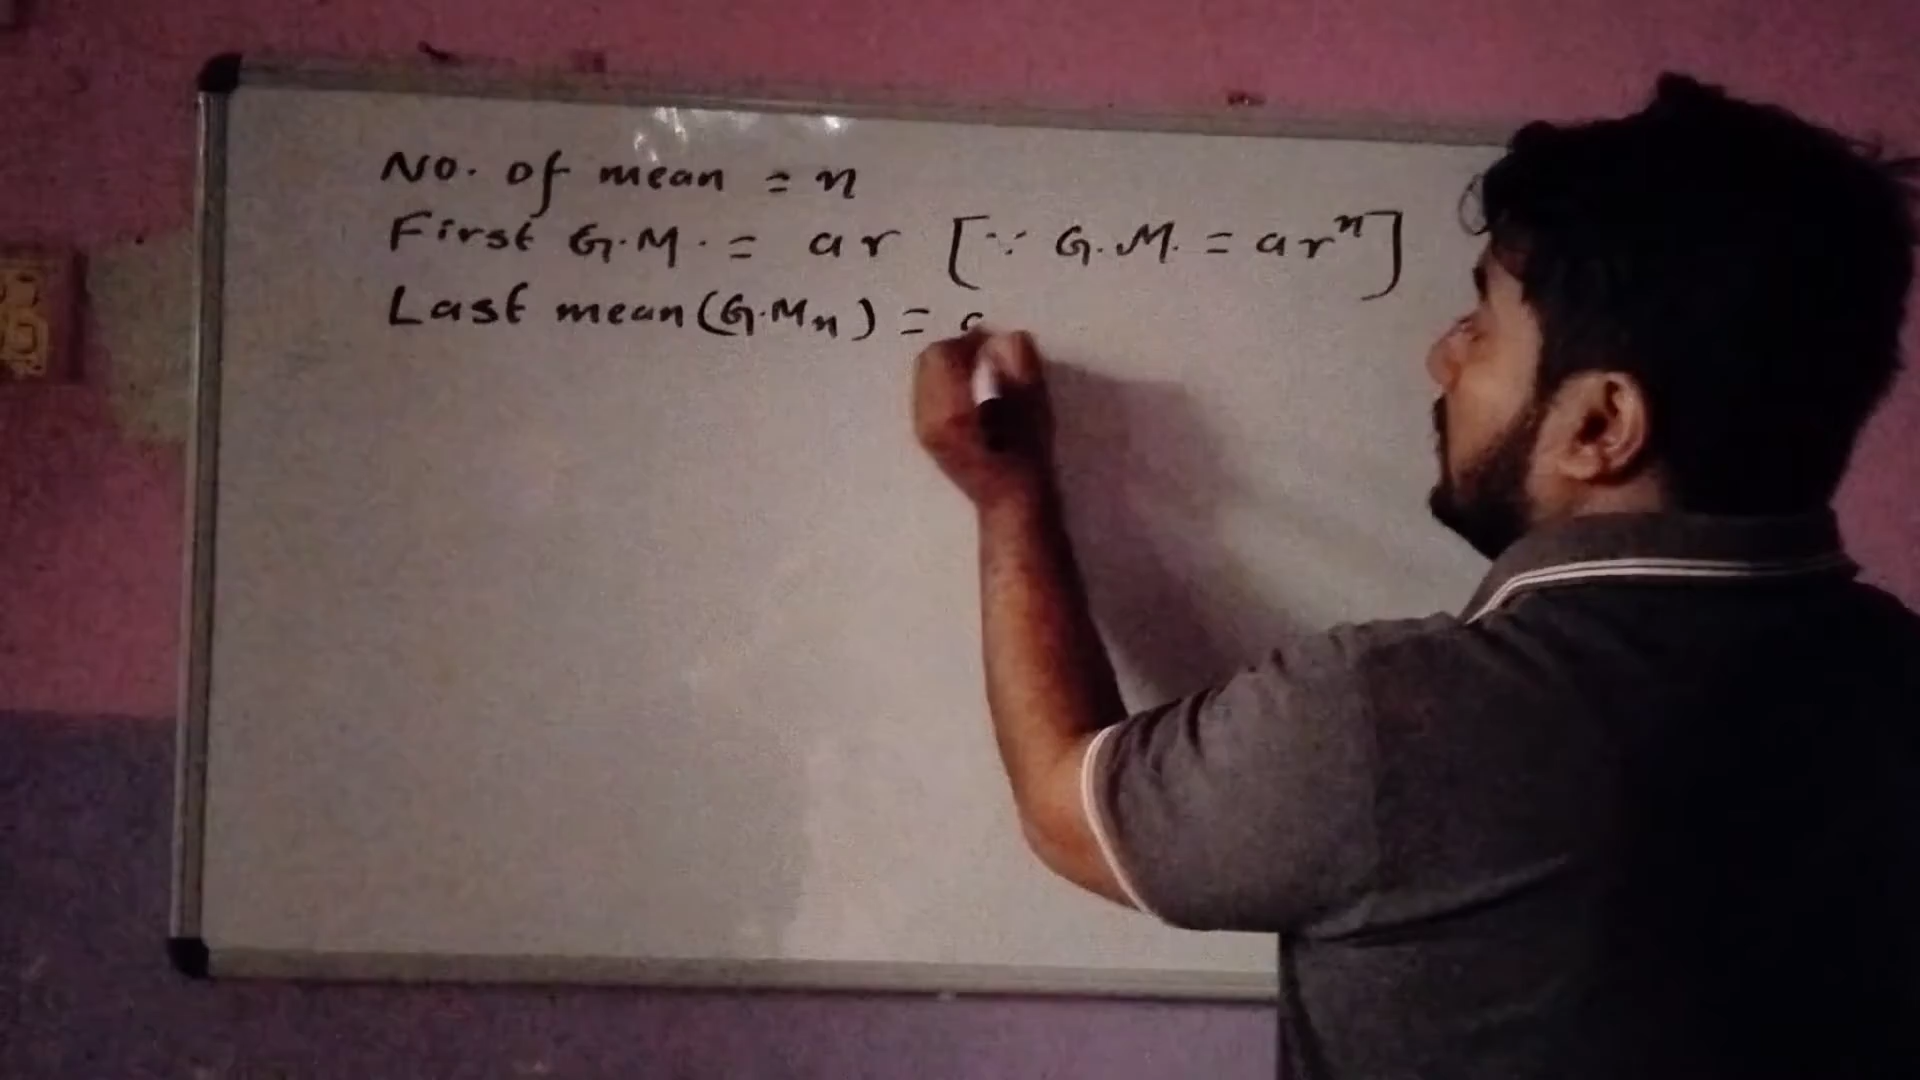 No. of mean = n
First G.M. = ar [∵ G.M. = arⁿ]
Last mean (G.Mₙ) =